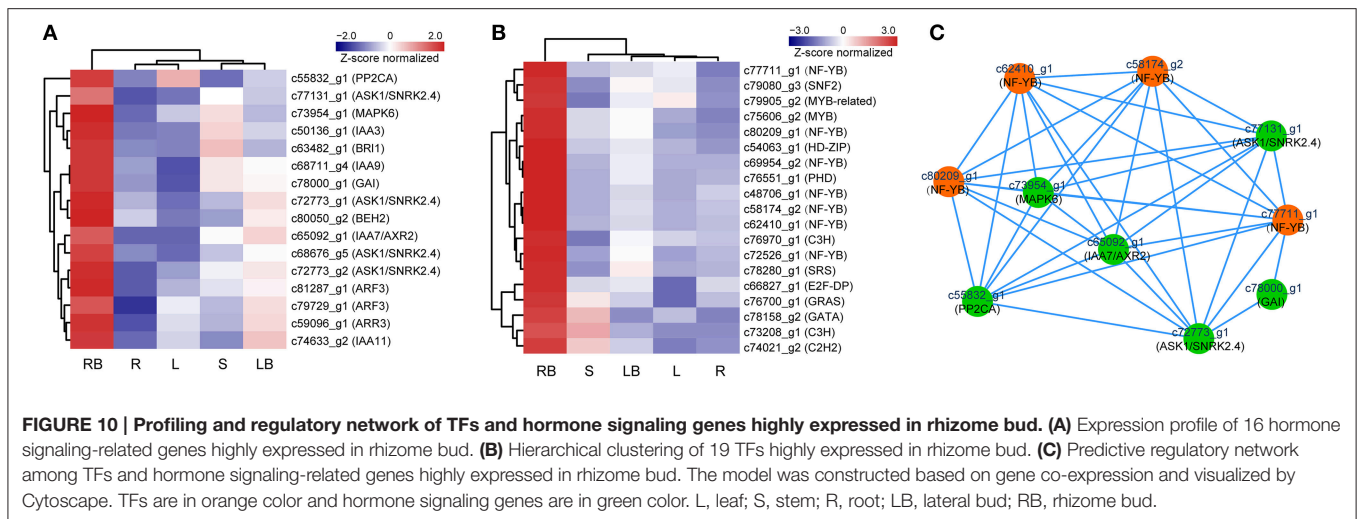 A
−3.0 −2.0 0 2.0
Z-score normalized
c55832_g1 (PP2CA)
c77131_g1 (ASK1/SNRK2.4)
c73954_g1 (MAPK6)
c50136_g1 (IAA3)
c63482_g1 (BRI1)
c68711_g4 (IAA9)
c78000_g1 (GAI)
c72773_g1 (ASK1/SNRK2.4)
c80050_g2 (BEH2)
c65092_g1 (IAA7/AXR2)
c68676_g5 (ASK1/SNRK2.4)
c72773_g2 (ASK1/SNRK2.4)
c81287_g1 (ARF3)
c79729_g1 (ARF3)
c59096_g1 (ARR3)
c74633_g2 (IAA11)
RB R L S LB
B
−3.0 0 3.0
Z-score normalized
c77711_g1 (NF-YB)
c79080_g3 (SNF2)
c79905_g2 (MYB-related)
c75606_g2 (MYB)
c80209_g1 (NF-YB)
c54063_g1 (HD-ZIP)
c69954_g2 (NF-YB)
c76551_g1 (PHD)
c48706_g1 (NF-YB)
c58174_g2 (NF-YB)
c62410_g1 (NF-YB)
c76970_g1 (C3H)
c72526_g1 (NF-YB)
c78280_g1 (SRS)
c66827_g1 (E2F-DP)
c76700_g1 (GRAS)
c78158_g2 (GATA)
c73208_g1 (C3H)
c74021_g2 (C2H2)
RB S LB L R
C
c62410_g1
(NF-YB)
c58174_g2
(NF-YB)
c77131_g1
(ASK1/SNRK2.4)
c80209_g1
(NF-YB)
c73954_g1
(MAPK6)
c77711_g1
(NF-YB)
c65092_g1
(IAA7/AXR2)
c55832_g1
(PP2CA)
c78000_g1
(GAI)
c72773_g1
(ASK1/SNRK2.4)
FIGURE 10 | Profiling and regulatory network of TFs and hormone signaling genes highly expressed in rhizome bud. (A) Expression profile of 16 hormone
signaling-related genes highly expressed in rhizome bud. (B) Hierarchical clustering of 19 TFs highly expressed in rhizome bud. (C) Predictive regulatory network
among TFs and hormone signaling-related genes highly expressed in rhizome bud. The model was constructed based on gene co-expression and visualized by
Cytoscape. TFs are in orange color and hormone signaling genes are in green color. L, leaf; S, stem; R, root; LB, lateral bud; RB, rhizome bud.